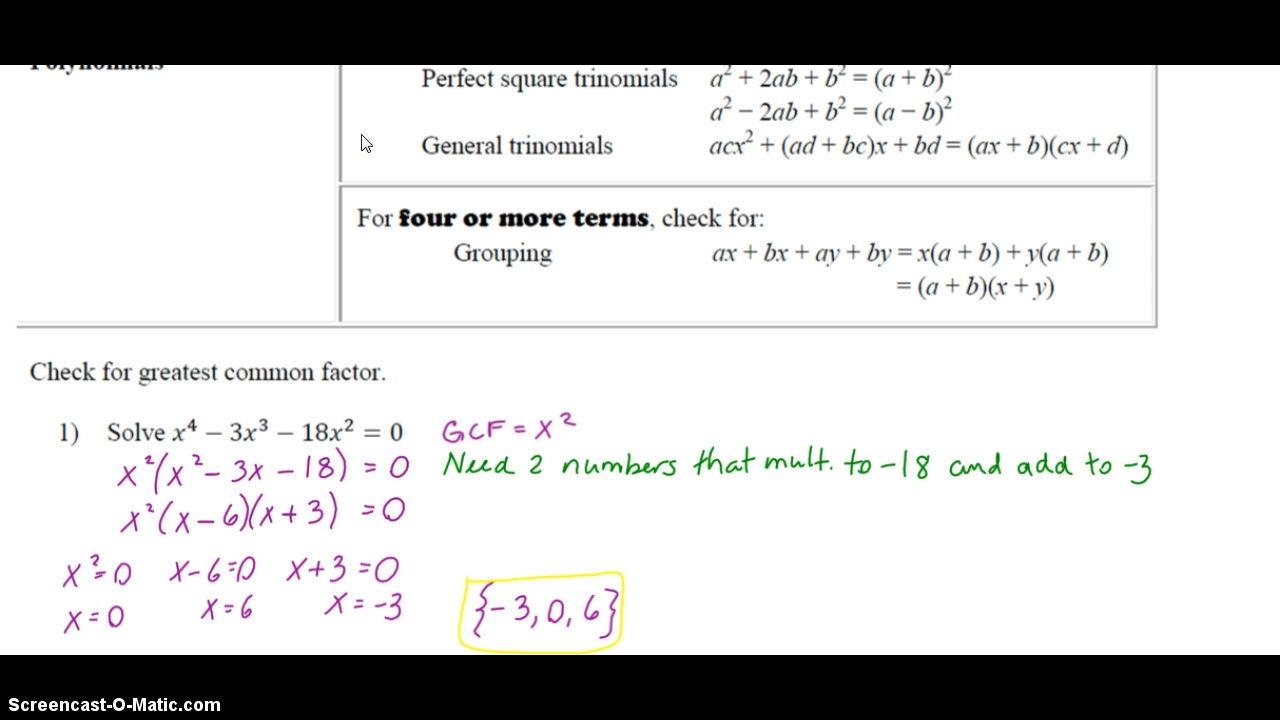 Polynomials
Perfect square trinomials a² + 2ab + b² = (a + b)²
a² − 2ab + b² = (a − b)²
General trinomials acx² + (ad + bc)x + bd = (ax + b)(cx + d)
For four or more terms, check for:
Grouping ax + bx + ay + by = x(a + b) + y(a + b)
= (a + b)(x + y)
Check for greatest common factor.
1) Solve x⁴ − 3x³ − 18x² = 0 GCF = x²
x²(x² − 3x − 18) = 0 Need 2 numbers that mult. to -18 and add to -3
x²(x − 6)(x + 3) = 0
x² = 0 x − 6 = 0 x + 3 = 0
x = 0 x = 6 x = -3 {-3, 0, 6}
Screencast-O-Matic.com